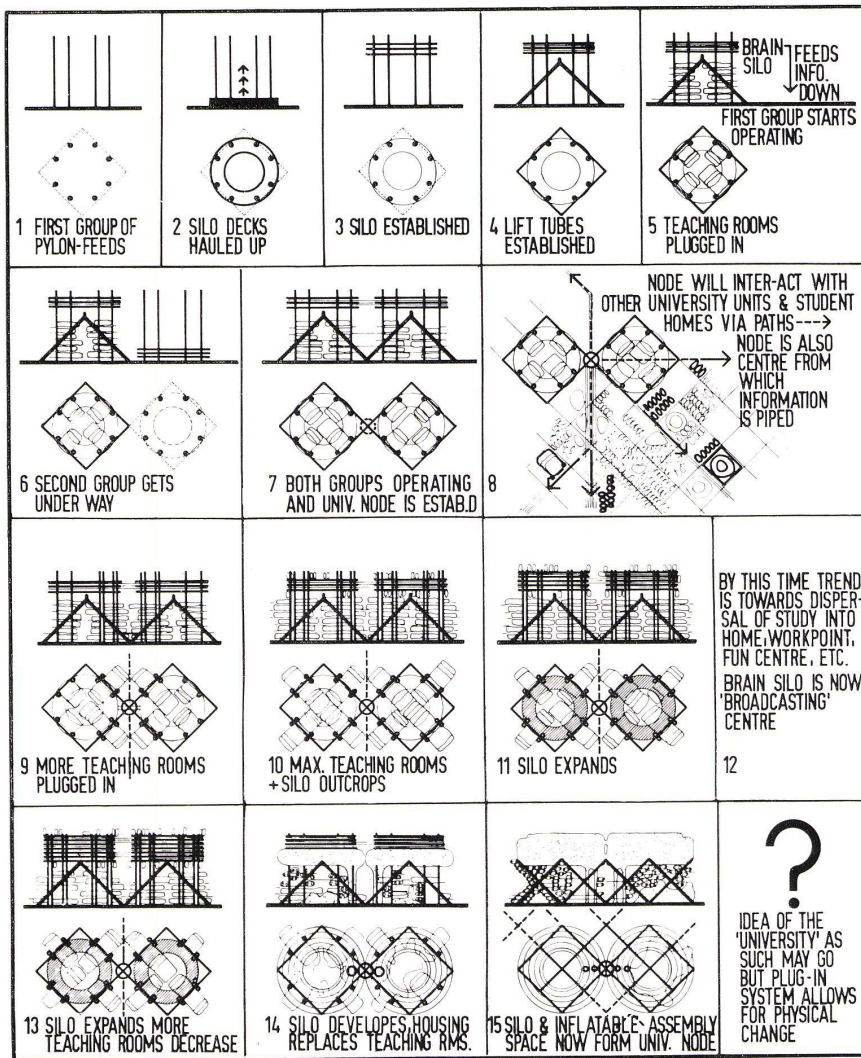 1 FIRST GROUP OF
PYLON-FEEDS
2 SILO DECKS
HAULED UP
3 SILO ESTABLISHED
4 LIFT TUBES
ESTABLISHED
BRAIN
SILO
FEEDS
INFO.
DOWN
FIRST GROUP STARTS
OPERATING
5 TEACHING ROOMS
PLUGGED IN
6 SECOND GROUP GETS
UNDER WAY
7 BOTH GROUPS OPERATING
AND UNIV. NODE IS ESTAB.D
NODE WILL INTER-ACT WITH
OTHER UNIVERSITY UNITS & STUDENT
HOMES VIA PATHS
NODE IS ALSO
CENTRE FROM
WHICH
INFORMATION
IS PIPED
8
9 MORE TEACHING ROOMS
PLUGGED IN
10 MAX. TEACHING ROOMS
+ SILO OUTCROPS
11 SILO EXPANDS
BY THIS TIME TREND
IS TOWARDS DISPER-
SAL OF STUDY INTO
HOME, WORKPOINT,
FUN CENTRE, ETC.
BRAIN SILO IS NOW
'BROADCASTING'
CENTRE
12
13 SILO EXPANDS MORE
TEACHING ROOMS DECREASE
14 SILO DEVELOPES, HOUSING
REPLACES TEACHING RMS.
15 SILO & INFLATABLE ASSEMBLY
SPACE NOW FORM UNIV. NODE
?
IDEA OF THE
'UNIVERSITY' AS
SUCH MAY GO
BUT PLUG-IN
SYSTEM ALLOWS
FOR PHYSICAL
CHANGE